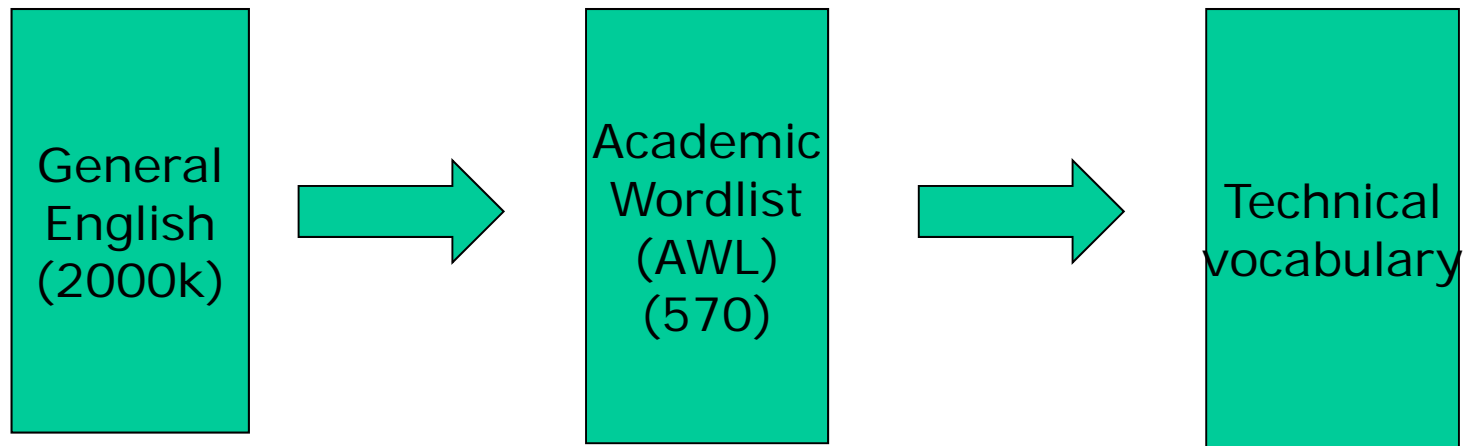 General
English
(2000k)
Academic
Wordlist
(AWL)
(570)
Technical
vocabulary